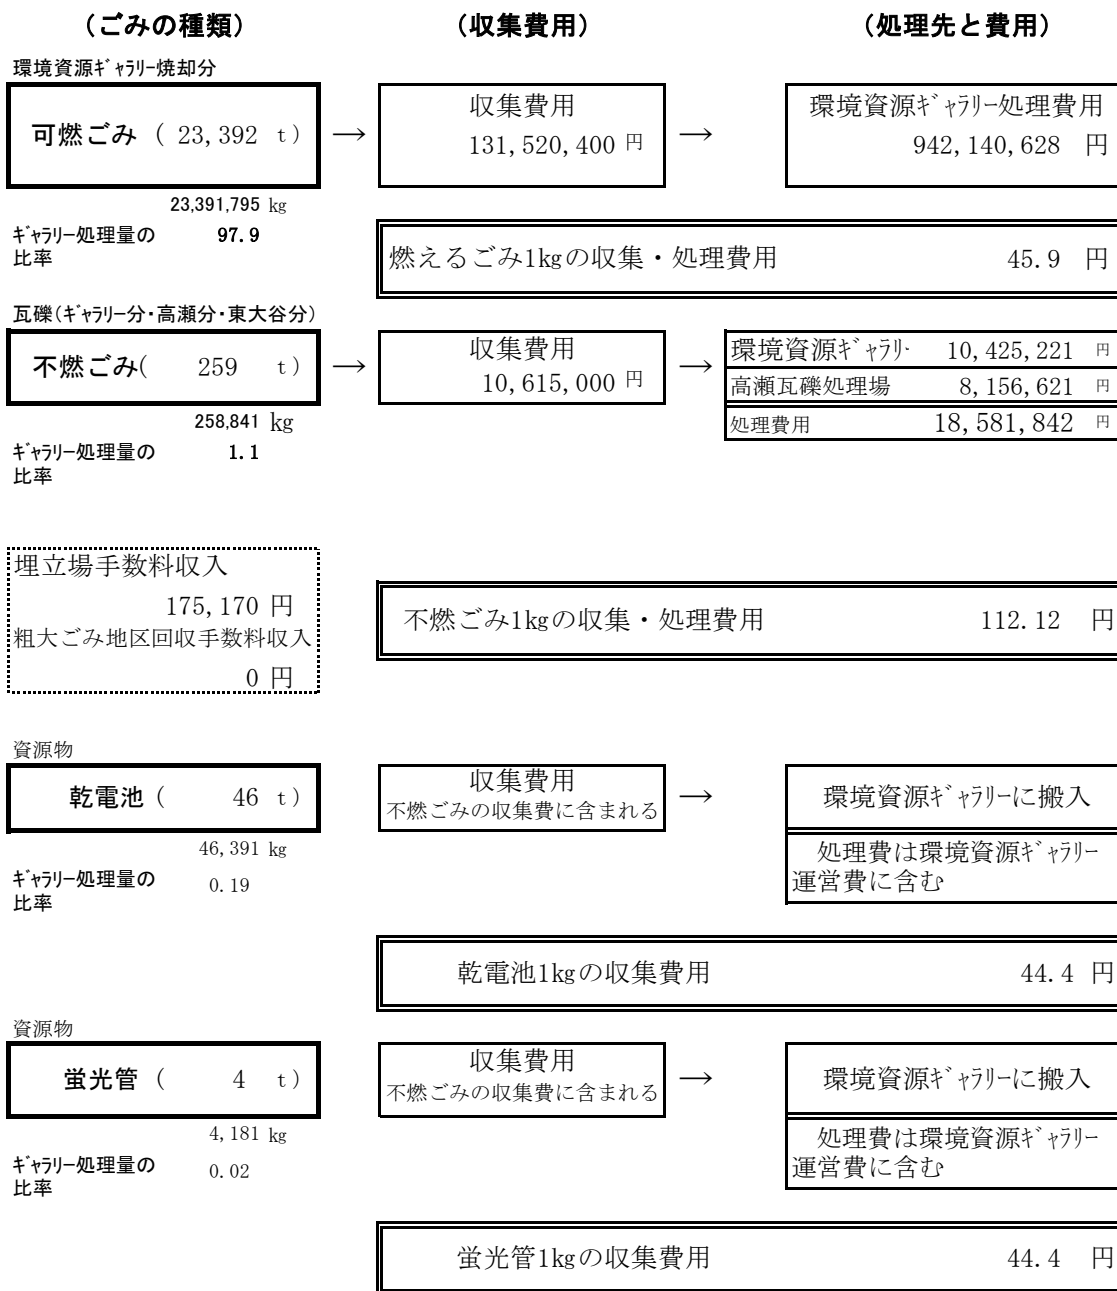 （ごみの種類） （収集費用） （処理先と費用）
環境資源ｷﾞｬﾗﾘｰ焼却分
可燃ごみ （ 23,392 ｔ） → 収集費用 131,520,400 円 → 環境資源ｷﾞｬﾗﾘｰ処理費用 942,140,628 円
23,391,795 kg
ｷﾞｬﾗﾘｰ処理量の 97.9
比率
燃えるごみ1kgの収集・処理費用 45.9 円
瓦礫（ｷﾞｬﾗﾘｰ分・高瀬分・東大谷分）
不燃ごみ（ 259 ｔ） → 収集費用 10,615,000 円 → 環境資源ｷﾞｬﾗﾘｰ 10,425,221 円
高瀬瓦礫処理場 8,156,621 円
処理費用 18,581,842 円
258,841 kg
ｷﾞｬﾗﾘｰ処理量の 1.1
比率
埋立場手数料収入
175,170 円
粗大ごみ地区回収手数料収入
0 円
不燃ごみ1kgの収集・処理費用 112.12 円
資源物
乾電池（ 46 ｔ） 収集費用 → 環境資源ｷﾞｬﾗﾘｰに搬入
不燃ごみの収集費に含まれる
処理費は環境資源ｷﾞｬﾗﾘｰ
運営費に含む
46,391 kg
ｷﾞｬﾗﾘｰ処理量の 0.19
比率
乾電池1kgの収集費用 44.4 円
資源物
蛍光管（ 4 ｔ） 収集費用 → 環境資源ｷﾞｬﾗﾘｰに搬入
不燃ごみの収集費に含まれる
処理費は環境資源ｷﾞｬﾗﾘｰ
運営費に含む
4,181 kg
ｷﾞｬﾗﾘｰ処理量の 0.02
比率
蛍光管1kgの収集費用 44.4 円